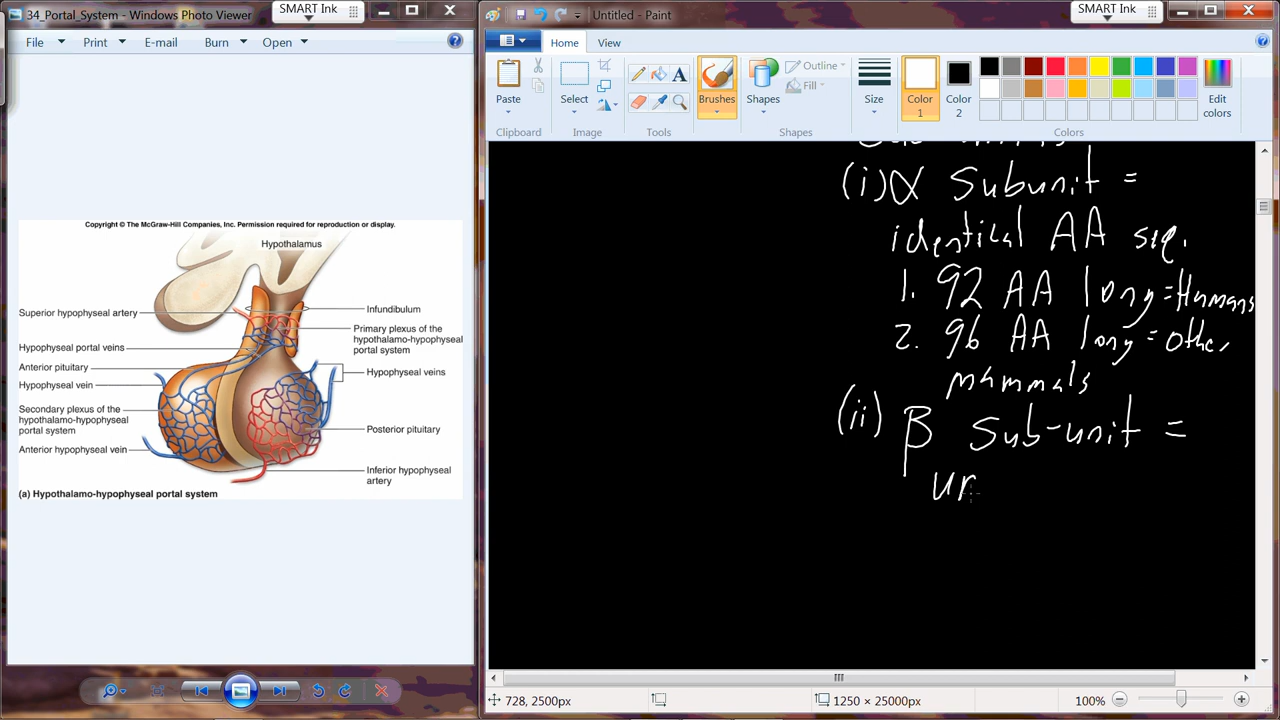 34_Portal_System - Windows Photo Viewer
SMART Ink
File Print E-mail Burn Open
Copyright © The McGraw-Hill Companies, Inc. Permission required for reproduction or display.
Hypothalamus
Superior hypophyseal artery
Hypophyseal portal veins
Anterior pituitary
Hypophyseal vein
Secondary plexus of the
hypothalamo-hypophyseal
portal system
Anterior hypophyseal vein
Infundibulum
Primary plexus of the
hypothalamo-hypophyseal
portal system
Hypophyseal veins
Posterior pituitary
Inferior hypophyseal
artery
(a) Hypothalamo-hypophyseal portal system
Untitled - Paint
SMART Ink
Home View
Paste
Select
Brushes
Shapes
Outline
Fill
Size
Color
1
Color
2
Edit
colors
Clipboard Image Tools Shapes Colors
(i) α Subunit =
identical AA seq.
1. 92 AA long = Humans
2. 96 AA long = other
mammals
(ii) β Sub-unit =
un
728, 2500px
1250 × 25000px
100%